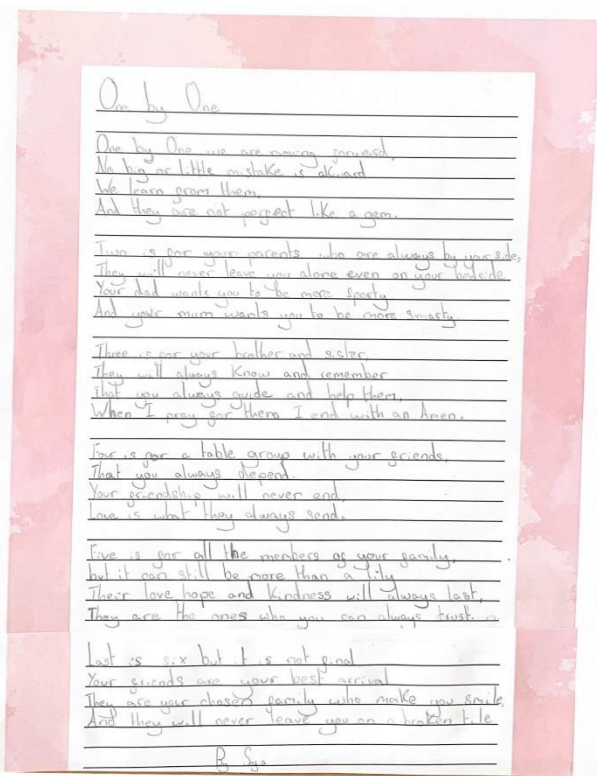 One by One
One by One we are moving forward,
No big or little mistake is akward
We learn from them,
And they are not perfect like a gem.
Two is for your parents who are always by your side,
They will never leave you alone even on your bedside
Your dad wants you to be more sporty
And your mum wants you to be more smarty
Three is for your brother and sister,
They will always know and remember
That you always guide and help them,
When I pray for them I end with an Amen.
Four is for a table group with your friends,
That you always depend.
Your friendship will never end,
Love is what they always send.
Five is for all the members of your family,
but it can still be more than a lily
Their love hope and kindness will always last,
They are the ones who you can always trust.
Last is six but it is not final
Your friends are your best arrival
They are your chosen family who make you smile,
And they will never leave you on a broken tile
By